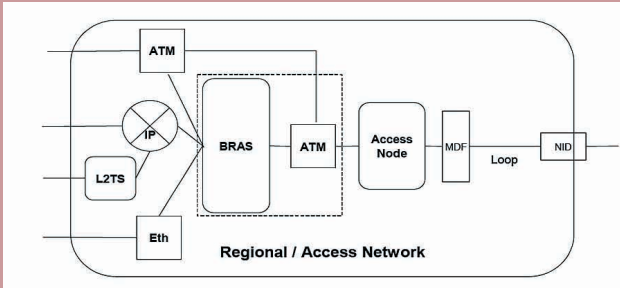 ATM
IP
BRAS
ATM
Access
Node
MDF
Loop
NID
L2TS
Eth
Regional / Access Network